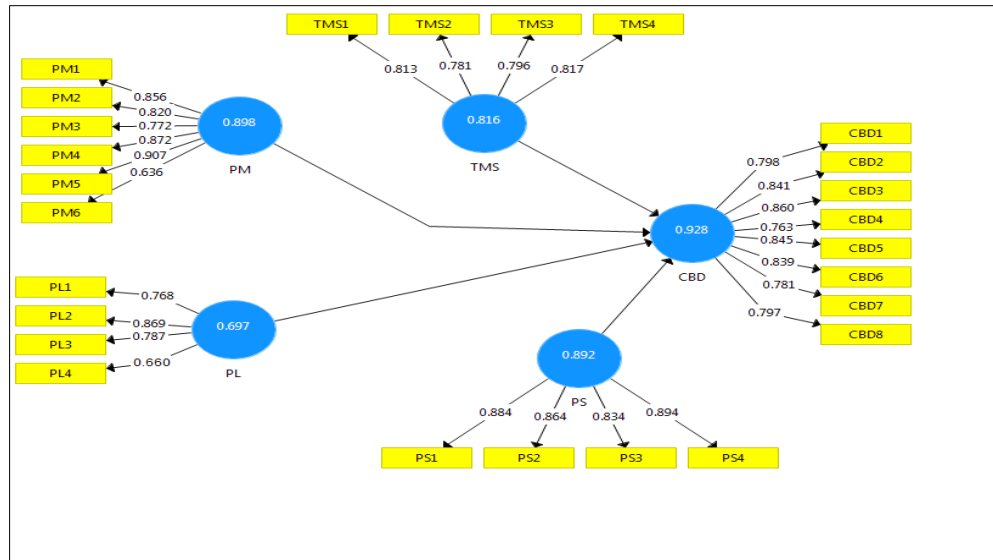 TMS1 TMS2 TMS3 TMS4
0.813 0.781 0.796 0.817
0.816
TMS
PM1
PM2
PM3
PM4
PM5
PM6
0.856
0.820
0.772
0.872
0.907
0.636
0.898
PM
PL1
PL2
PL3
PL4
0.768
0.869
0.787
0.660
0.697
PL
0.928
CBD
0.798
0.841
0.860
0.763
0.845
0.839
0.781
0.797
CBD1
CBD2
CBD3
CBD4
CBD5
CBD6
CBD7
CBD8
0.892
PS
0.884 0.864 0.834 0.894
PS1 PS2 PS3 PS4